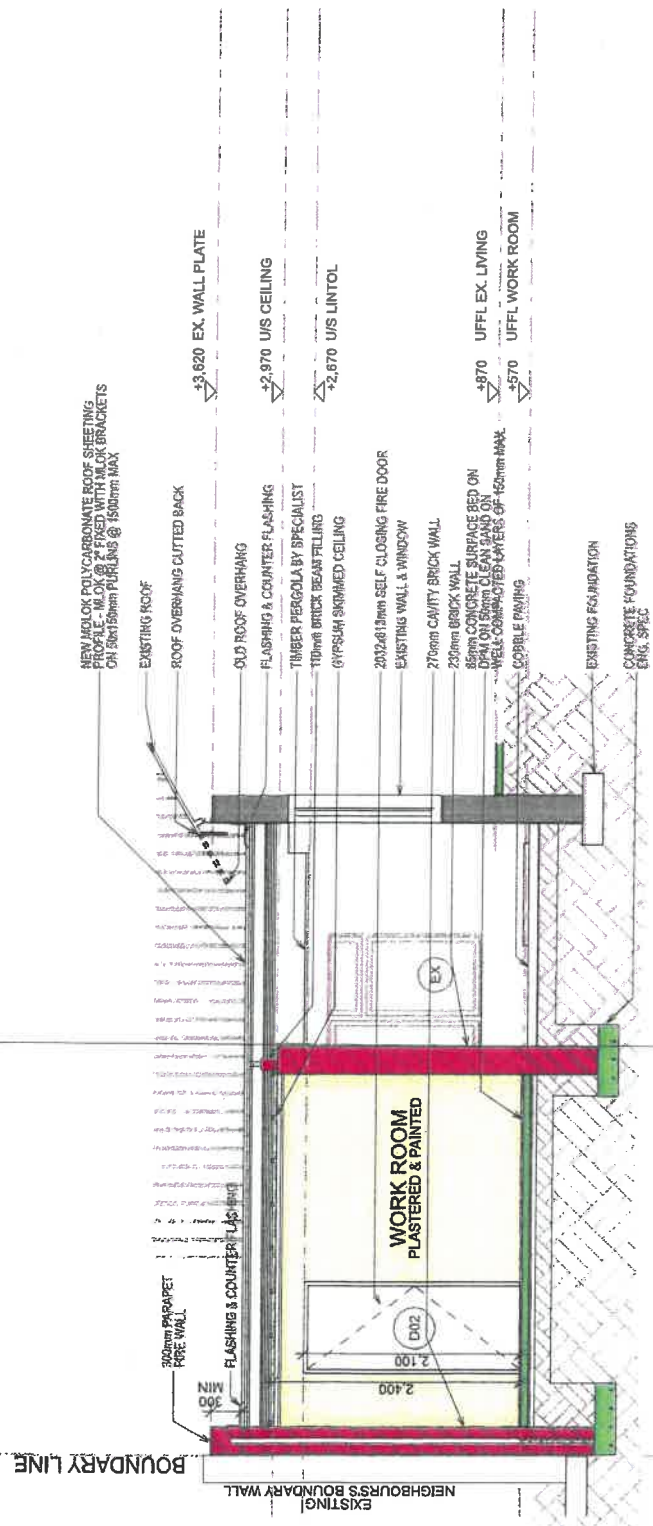 NEW MOLOK POLYCARBONATE ROOF SHEETING
PROFILE - MLOK @ 2° FIXED WITH MLOK BRACKETS
ON 50x150mm PURLINS @ 1500mm MAX
EXISTING ROOF
ROOF OVERHANG CUTTED BACK
OLD ROOF OVERHANG
FLASHING & COUNTER FLASHING
TIMBER PERGOLA BY SPECIALIST
110mm BRICK BEAM FILLING
GYPSUM SKIMMED CEILING
2032x813mm SELF CLOSING FIRE DOOR
EXISTING WALL & WINDOW
270mm CAVITY BRICK WALL
230mm BRICK WALL
85mm CONCRETE SURFACE BED ON
DPM ON 50mm CLEAN SAND ON
WELL COMPACTED LAYERS OF 150mm MAX.
COBBLE PAVING
EXISTING FOUNDATION
CONCRETE FOUNDATIONS
ENG. SPEC
+3,620 EX. WALL PLATE
+2,970 U/S CEILING
+2,670 U/S LINTOL
+870 UFFL EX. LIVING
+570 UFFL WORK ROOM
300mm PARAPET
FIRE WALL
FLASHING & COUNTER FLASHING
300
MIN
BOUNDARY LINE
EXISTING
NEIGHBOURS'S BOUNDARY WALL
WORK ROOM
PLASTERED & PAINTED
D02
2,100
2,400
EX